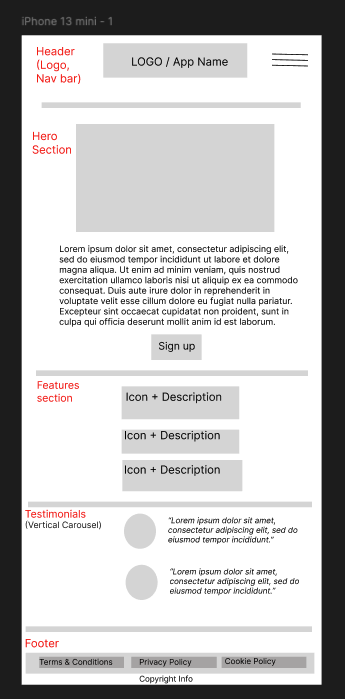 iPhone 13 mini - 1
Header
(Logo,
Nav bar)
LOGO / App Name
Hero
Section
Lorem ipsum dolor sit amet, consectetur adipiscing elit,
sed do eiusmod tempor incididunt ut labore et dolore
magna aliqua. Ut enim ad minim veniam, quis nostrud
exercitation ullamco laboris nisi ut aliquip ex ea commodo
consequat. Duis aute irure dolor in reprehenderit in
voluptate velit esse cillum dolore eu fugiat nulla pariatur.
Excepteur sint occaecat cupidatat non proident, sunt in
culpa qui officia deserunt mollit anim id est laborum.
Sign up
Features
section
Icon + Description
Icon + Description
Icon + Description
Testimonials
(Vertical Carousel)
"Lorem ipsum dolor sit amet,
consectetur adipiscing elit, sed do
eiusmod tempor incididunt."
"Lorem ipsum dolor sit amet,
consectetur adipiscing elit, sed do
eiusmod tempor incididunt."
Footer
Terms & Conditions Privacy Policy Cookie Policy
Copyright Info